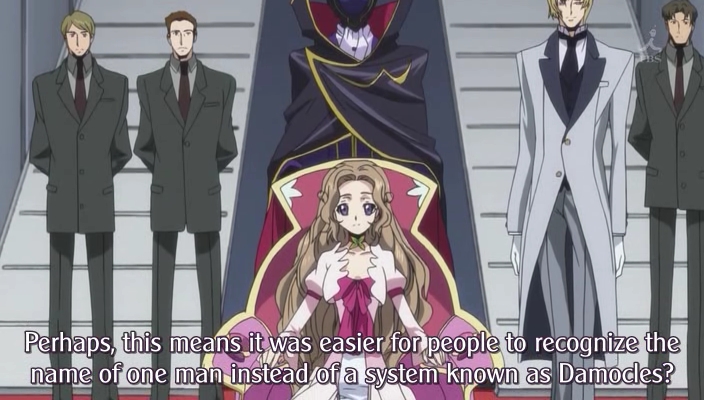 TBS
Perhaps, this means it was easier for people to recognize the
name of one man instead of a system known as Damocles?